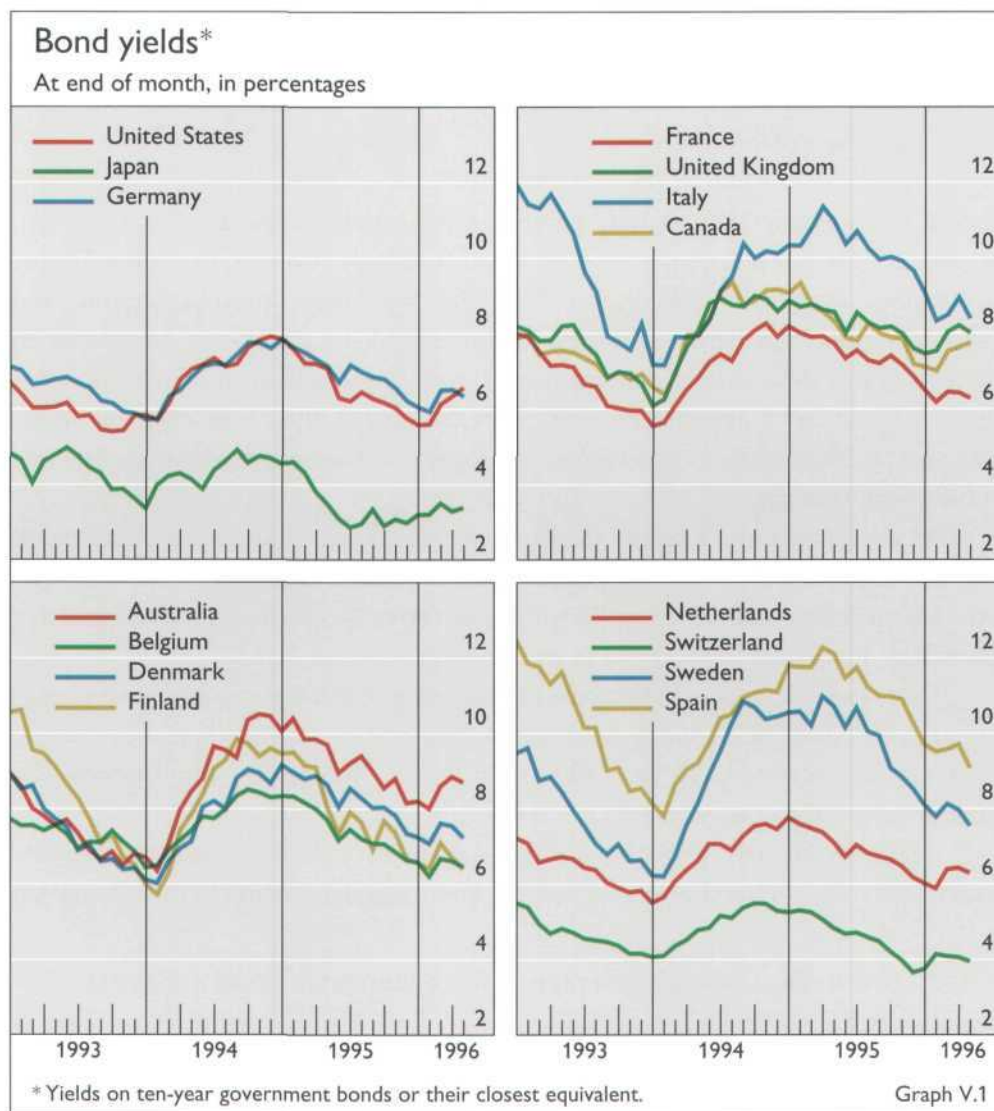 Bond yields*
At end of month, in percentages
United States
Japan
Germany
12
10
8
6
4
2
France
United Kingdom
Italy
Canada
12
10
8
6
4
2
Australia
Belgium
Denmark
Finland
12
10
8
6
4
2
Netherlands
Switzerland
Sweden
Spain
12
10
8
6
4
2
1993 1994 1995 1996
1993 1994 1995 1996
* Yields on ten-year government bonds or their closest equivalent. Graph V.1